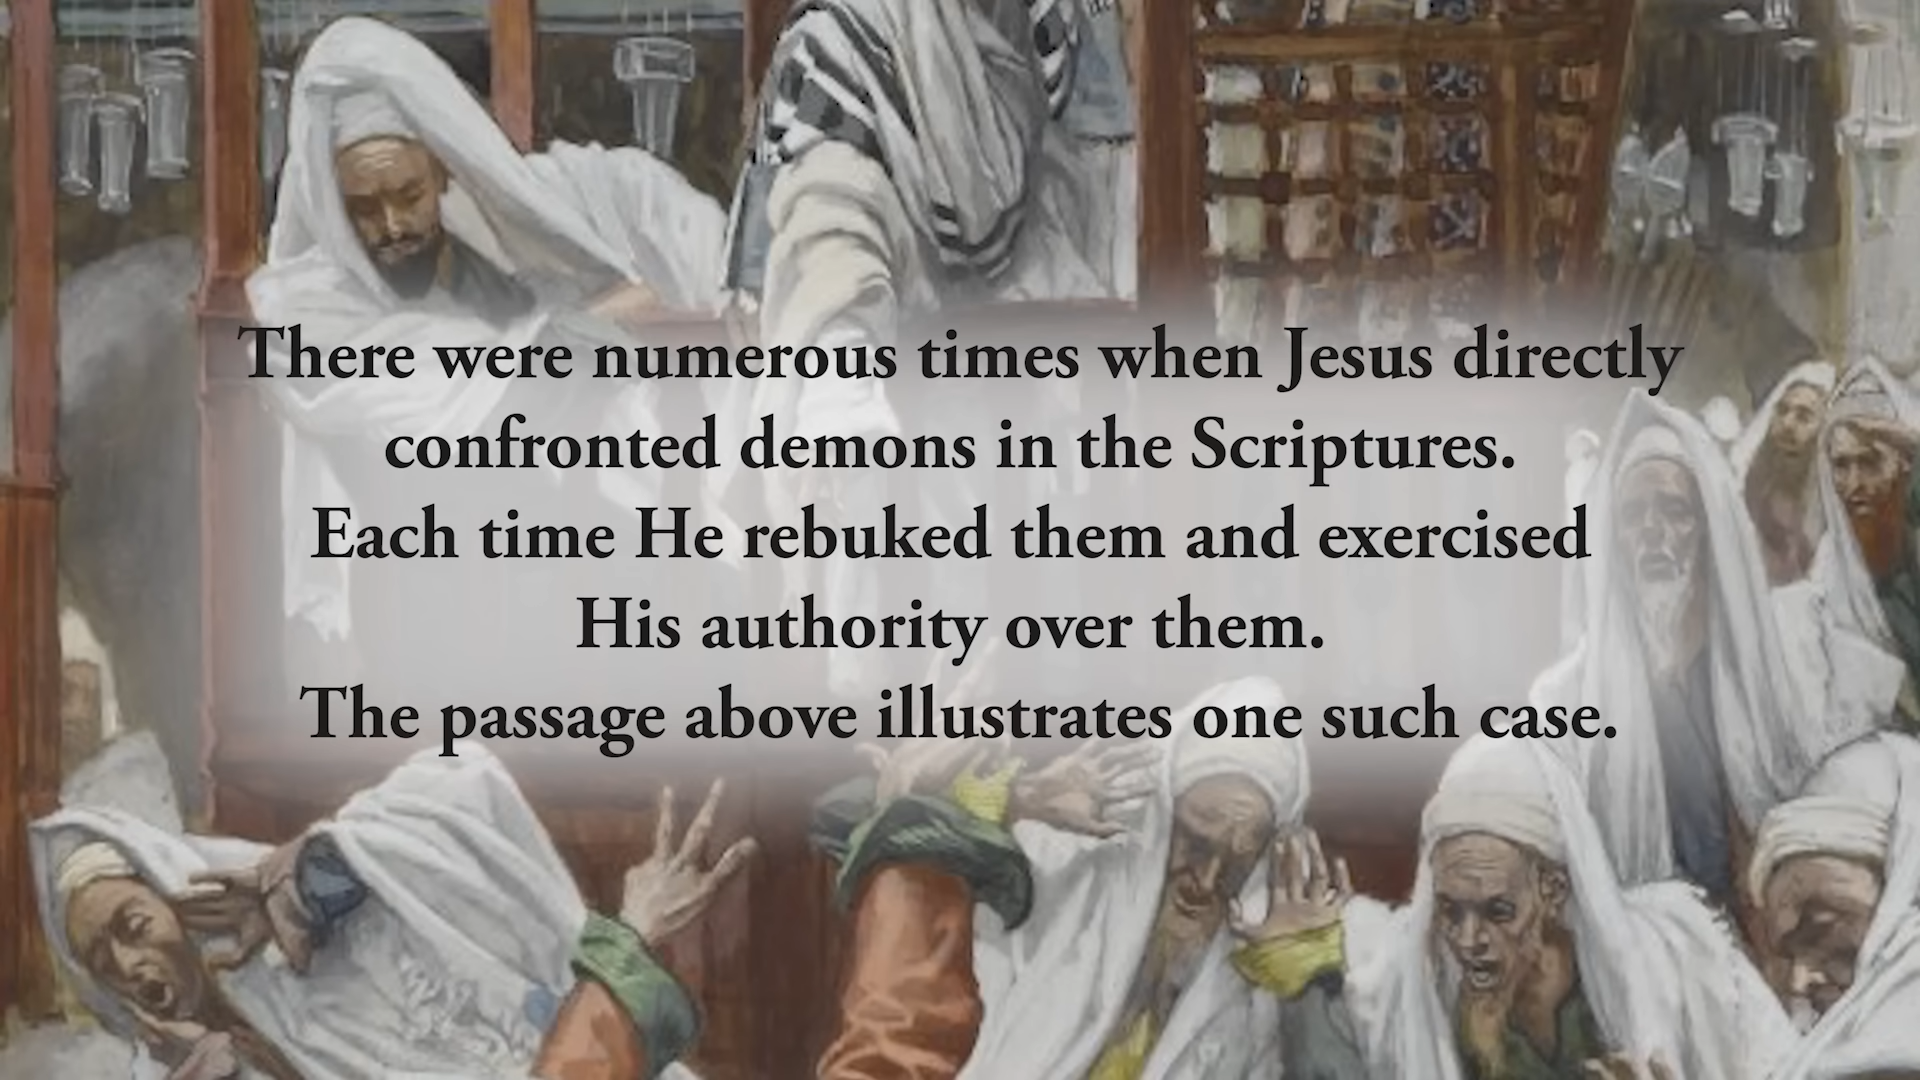 There were numerous times when Jesus directly
confronted demons in the Scriptures.
Each time He rebuked them and exercised
His authority over them.
The passage above illustrates one such case.